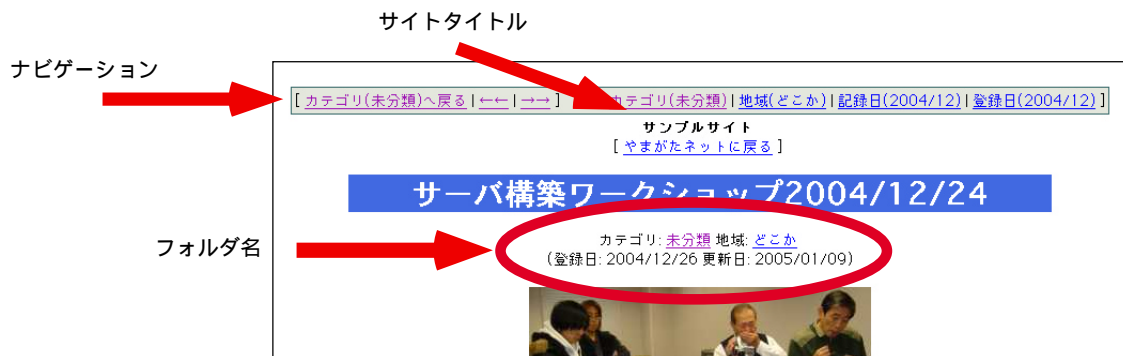 サイトタイトル
ナビゲーション
[ カテゴリ(未分類)へ戻る | ←← | →→ ] カテゴリ(未分類) | 地域(どこか) | 記録日(2004/12) | 登録日(2004/12) ]
サンプルサイト
[ やまがたネットに戻る ]
サーバ構築ワークショップ2004/12/24
フォルダ名
カテゴリ: 未分類 地域: どこか
(登録日: 2004/12/26 更新日: 2005/01/09)